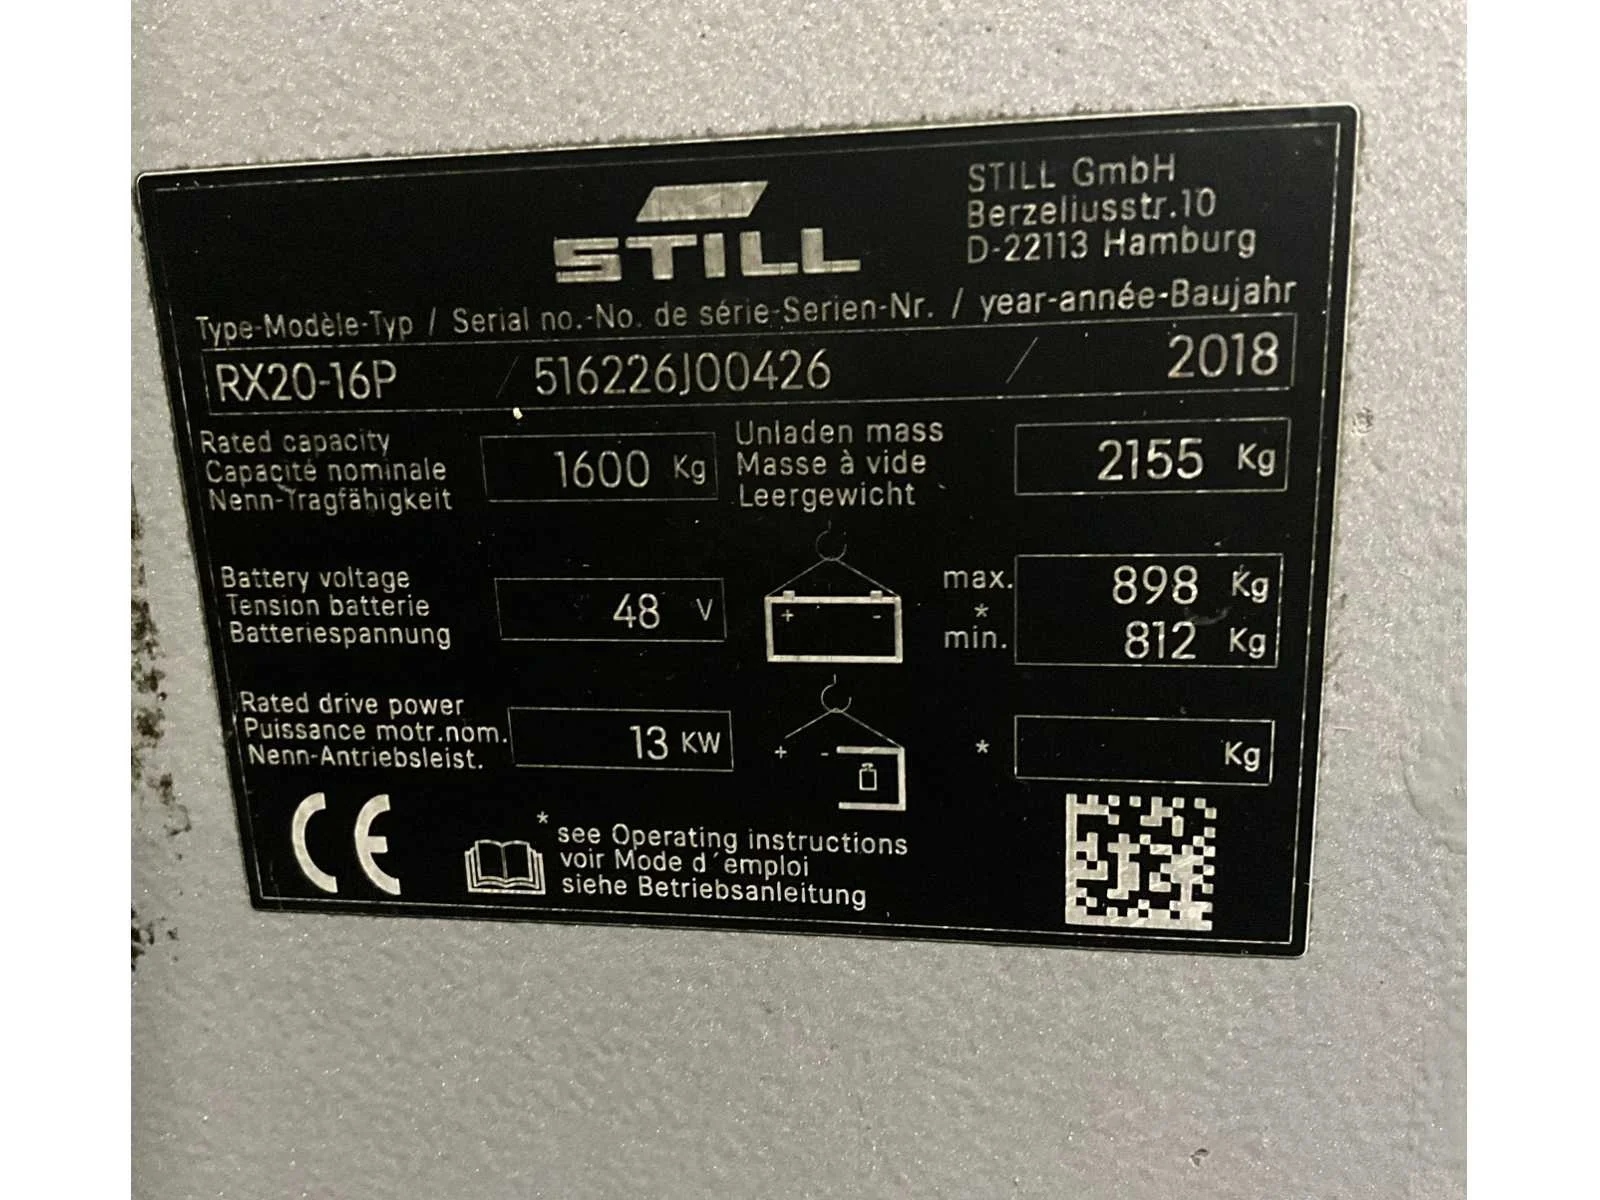 STILL
STILL GmbH
Berzeliusstr.10
D-22113 Hamburg
Type-Modèle-Typ / Serial no.-No. de série-Serien-Nr. / year-année-Baujahr
RX20-16P / 516226J00426 / 2018
Rated capacity
Capacité nominale
Nenn-Tragfähigkeit
1600 Kg
Unladen mass
Masse à vide
Leergewicht
2155 Kg
Battery voltage
Tension batterie
Batteriespannung
48 V
+ -
max.
*
min.
898 Kg
812 Kg
Rated drive power
Puissance motr.nom.
Nenn-Antriebsleist.
13 KW
+ -
*
Kg
CE
* see Operating instructions
voir Mode d´emploi
siehe Betriebsanleitung